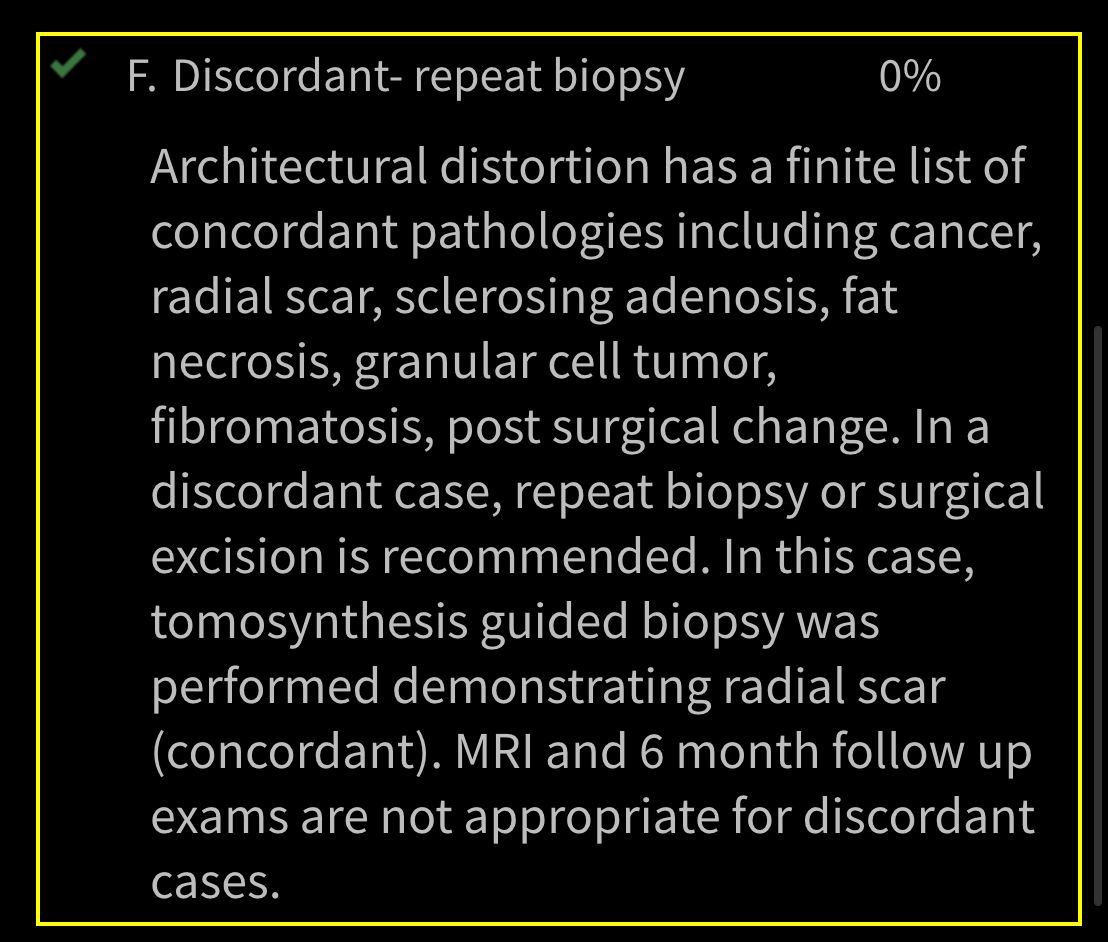 F. Discordant- repeat biopsy 0%
Architectural distortion has a finite list of
concordant pathologies including cancer,
radial scar, sclerosing adenosis, fat
necrosis, granular cell tumor,
fibromatosis, post surgical change. In a
discordant case, repeat biopsy or surgical
excision is recommended. In this case,
tomosynthesis guided biopsy was
performed demonstrating radial scar
(concordant). MRI and 6 month follow up
exams are not appropriate for discordant
cases.